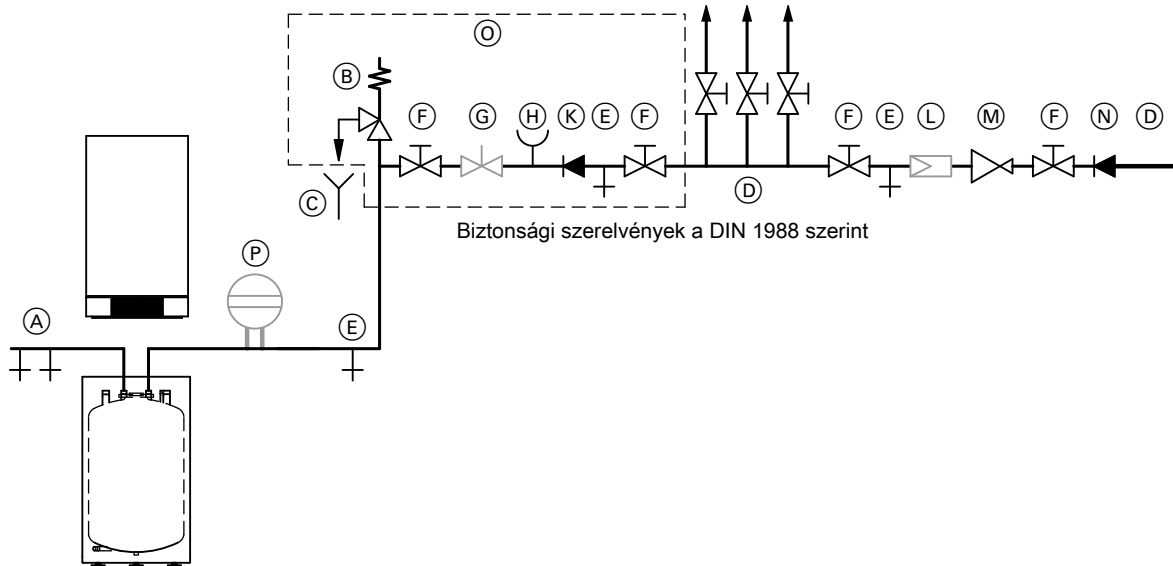 O
B
F
G
H
K
E
F
F
E
L
M
F
N
D
C
D
Biztonsági szerelvények a DIN 1988 szerint
P
A
E